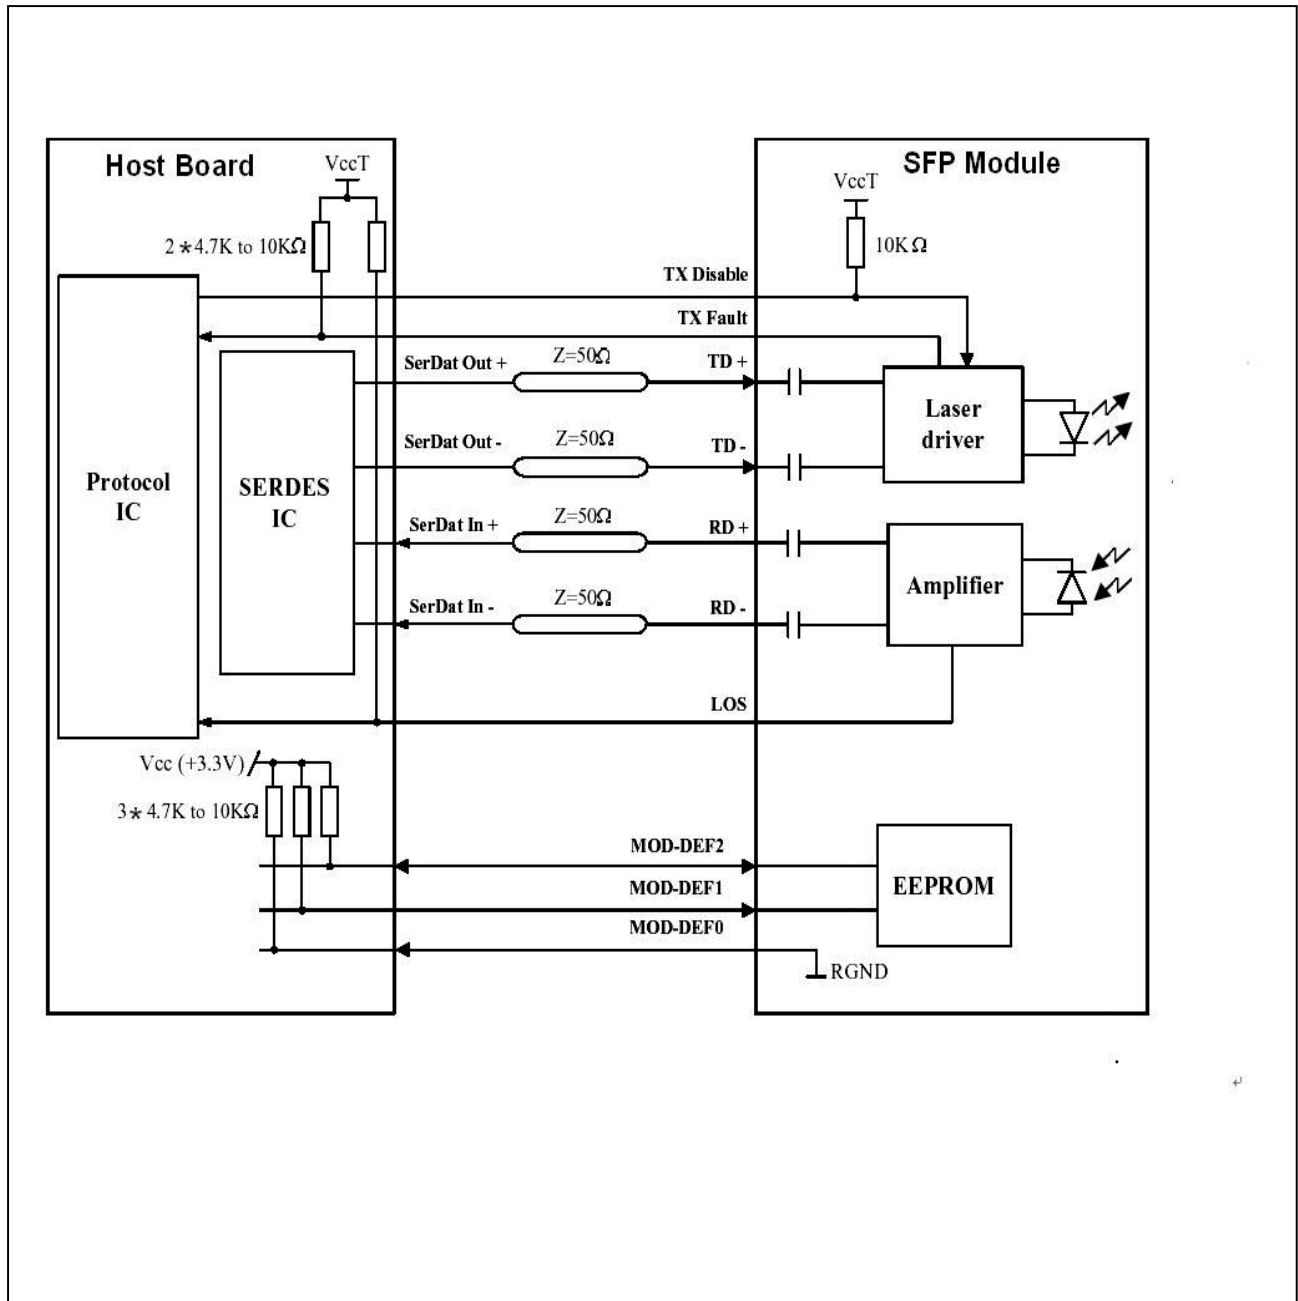 Host Board
SFP Module
VccT
VccT
2*4.7K to 10KΩ
10KΩ
TX Disable
TX Fault
SerDat Out +
Z=50Ω
TD +
SerDat Out -
Z=50Ω
TD -
Laser
driver
Protocol
IC
SERDES
IC
SerDat In +
Z=50Ω
RD +
SerDat In -
Z=50Ω
RD -
Amplifier
LOS
Vcc (+3.3V)
3*4.7K to 10KΩ
MOD-DEF2
MOD-DEF1
MOD-DEF0
EEPROM
RGND